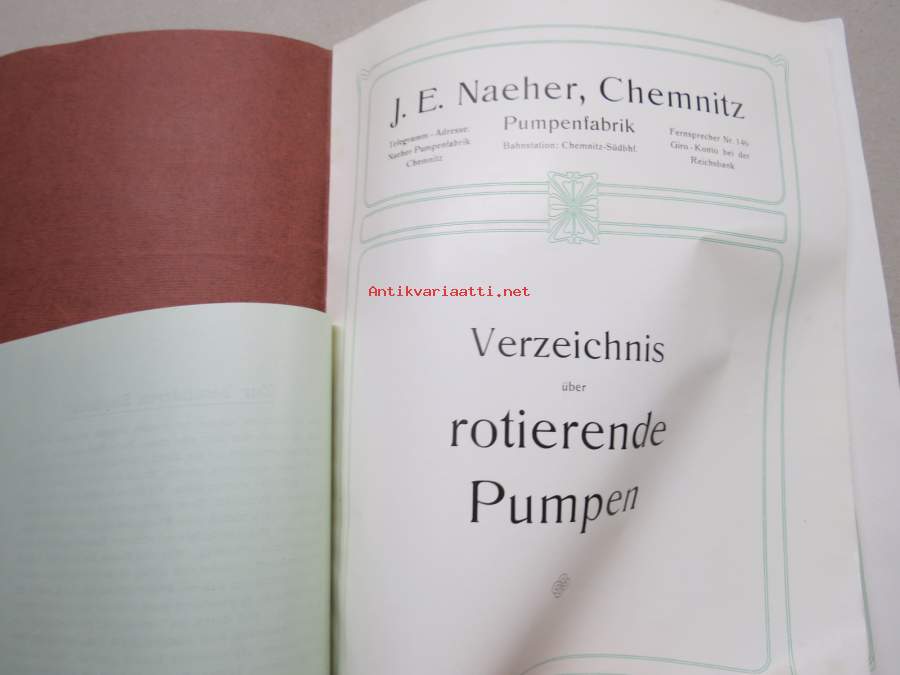 J. E. Naeher, Chemnitz
Pumpenfabrik
Telegramm-Adresse:
Naeher Pumpenfabrik
Chemnitz
Bahnstation: Chemnitz-Südbhf.
Fernsprecher Nr. 146
Giro-Konto bei der
Reichsbank
Antikvariaatti.net
Verzeichnis
über
rotierende
Pumpen